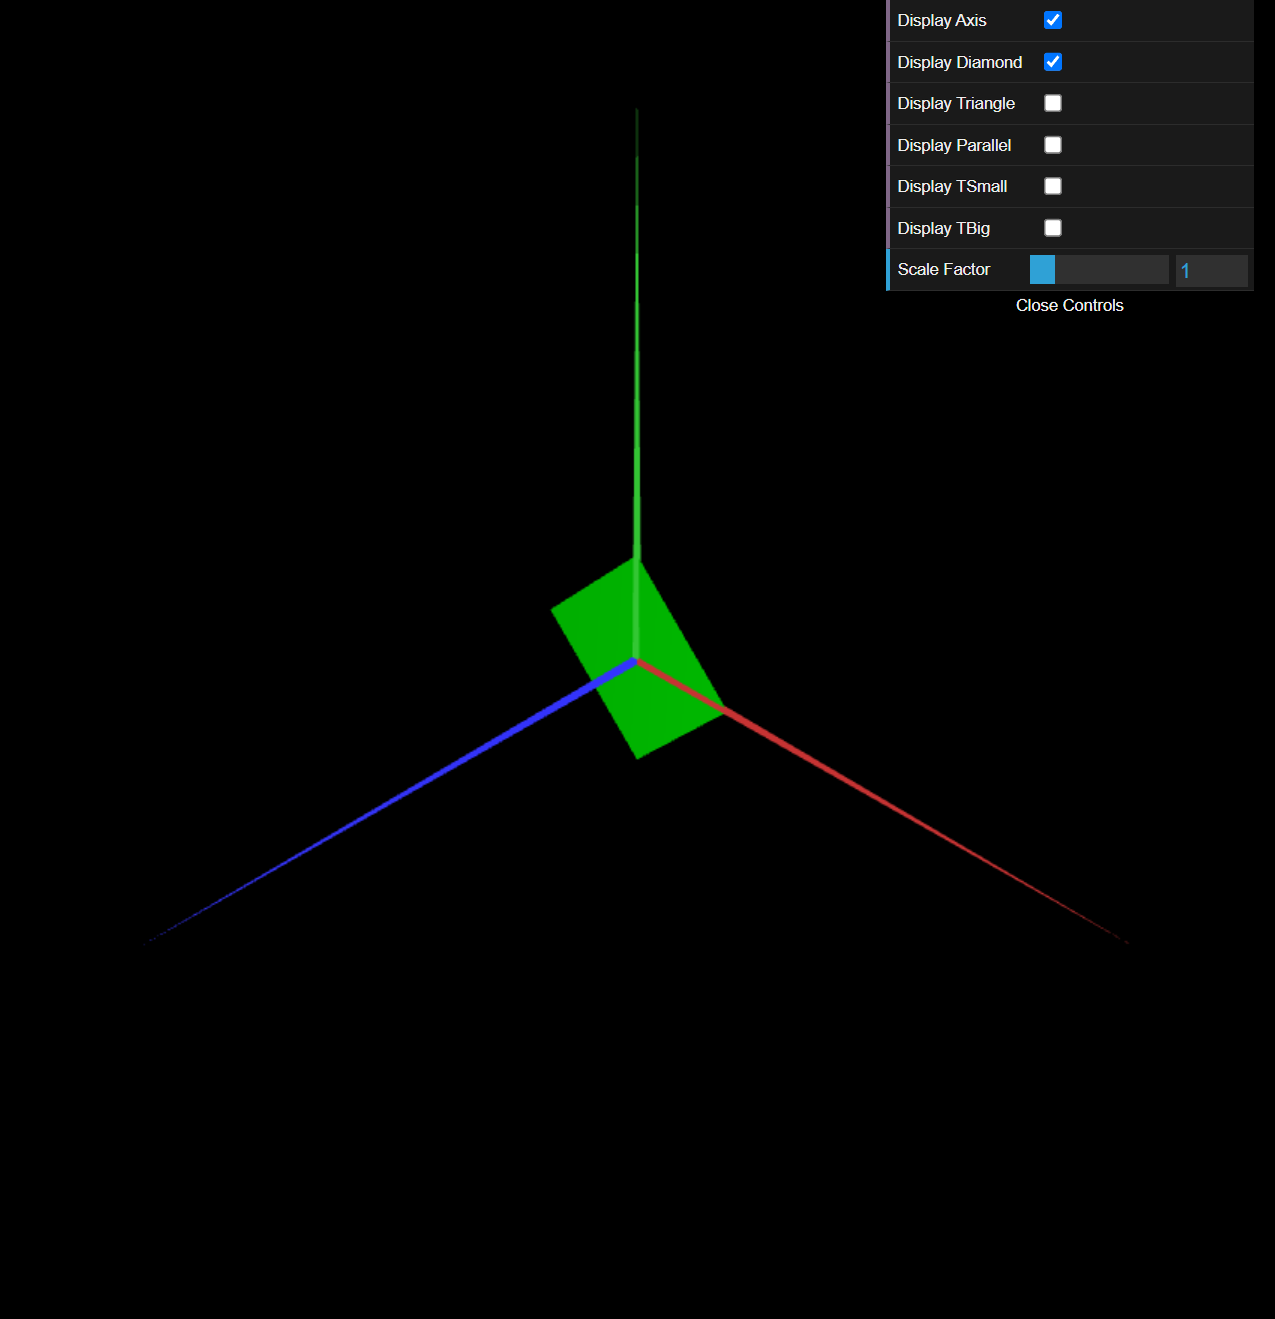 Display Axis
Display Diamond
Display Triangle
Display Parallel
Display TSmall
Display TBig
Scale Factor 1
Close Controls